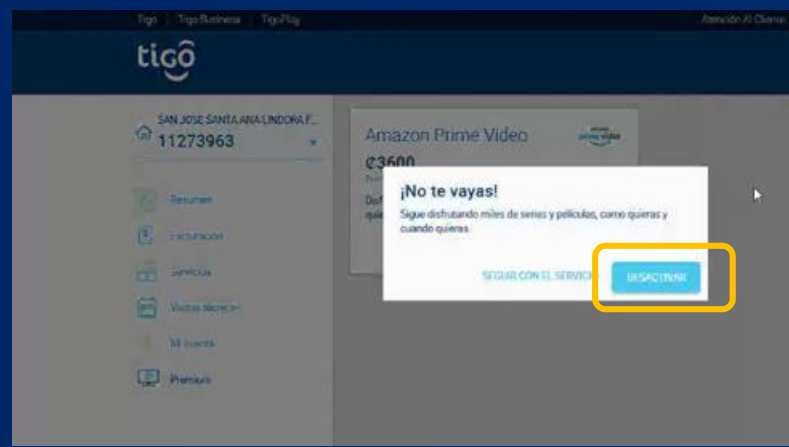 Tigo Tigo Business TigoPlay Atención Al Cliente
tigo
SAN JOSE SANTA ANA LINDORA F...
11273963
Amazon Prime Video
prime video
₡3600
¡No te vayas!
Sigue disfrutando miles de series y películas, como quieras y
cuando quieras.
SEGUIR CON EL SERVICIO DESACTIVAR
Resumen
Facturación
Servicios
Visitas técnicas
Mi cuenta
Premium